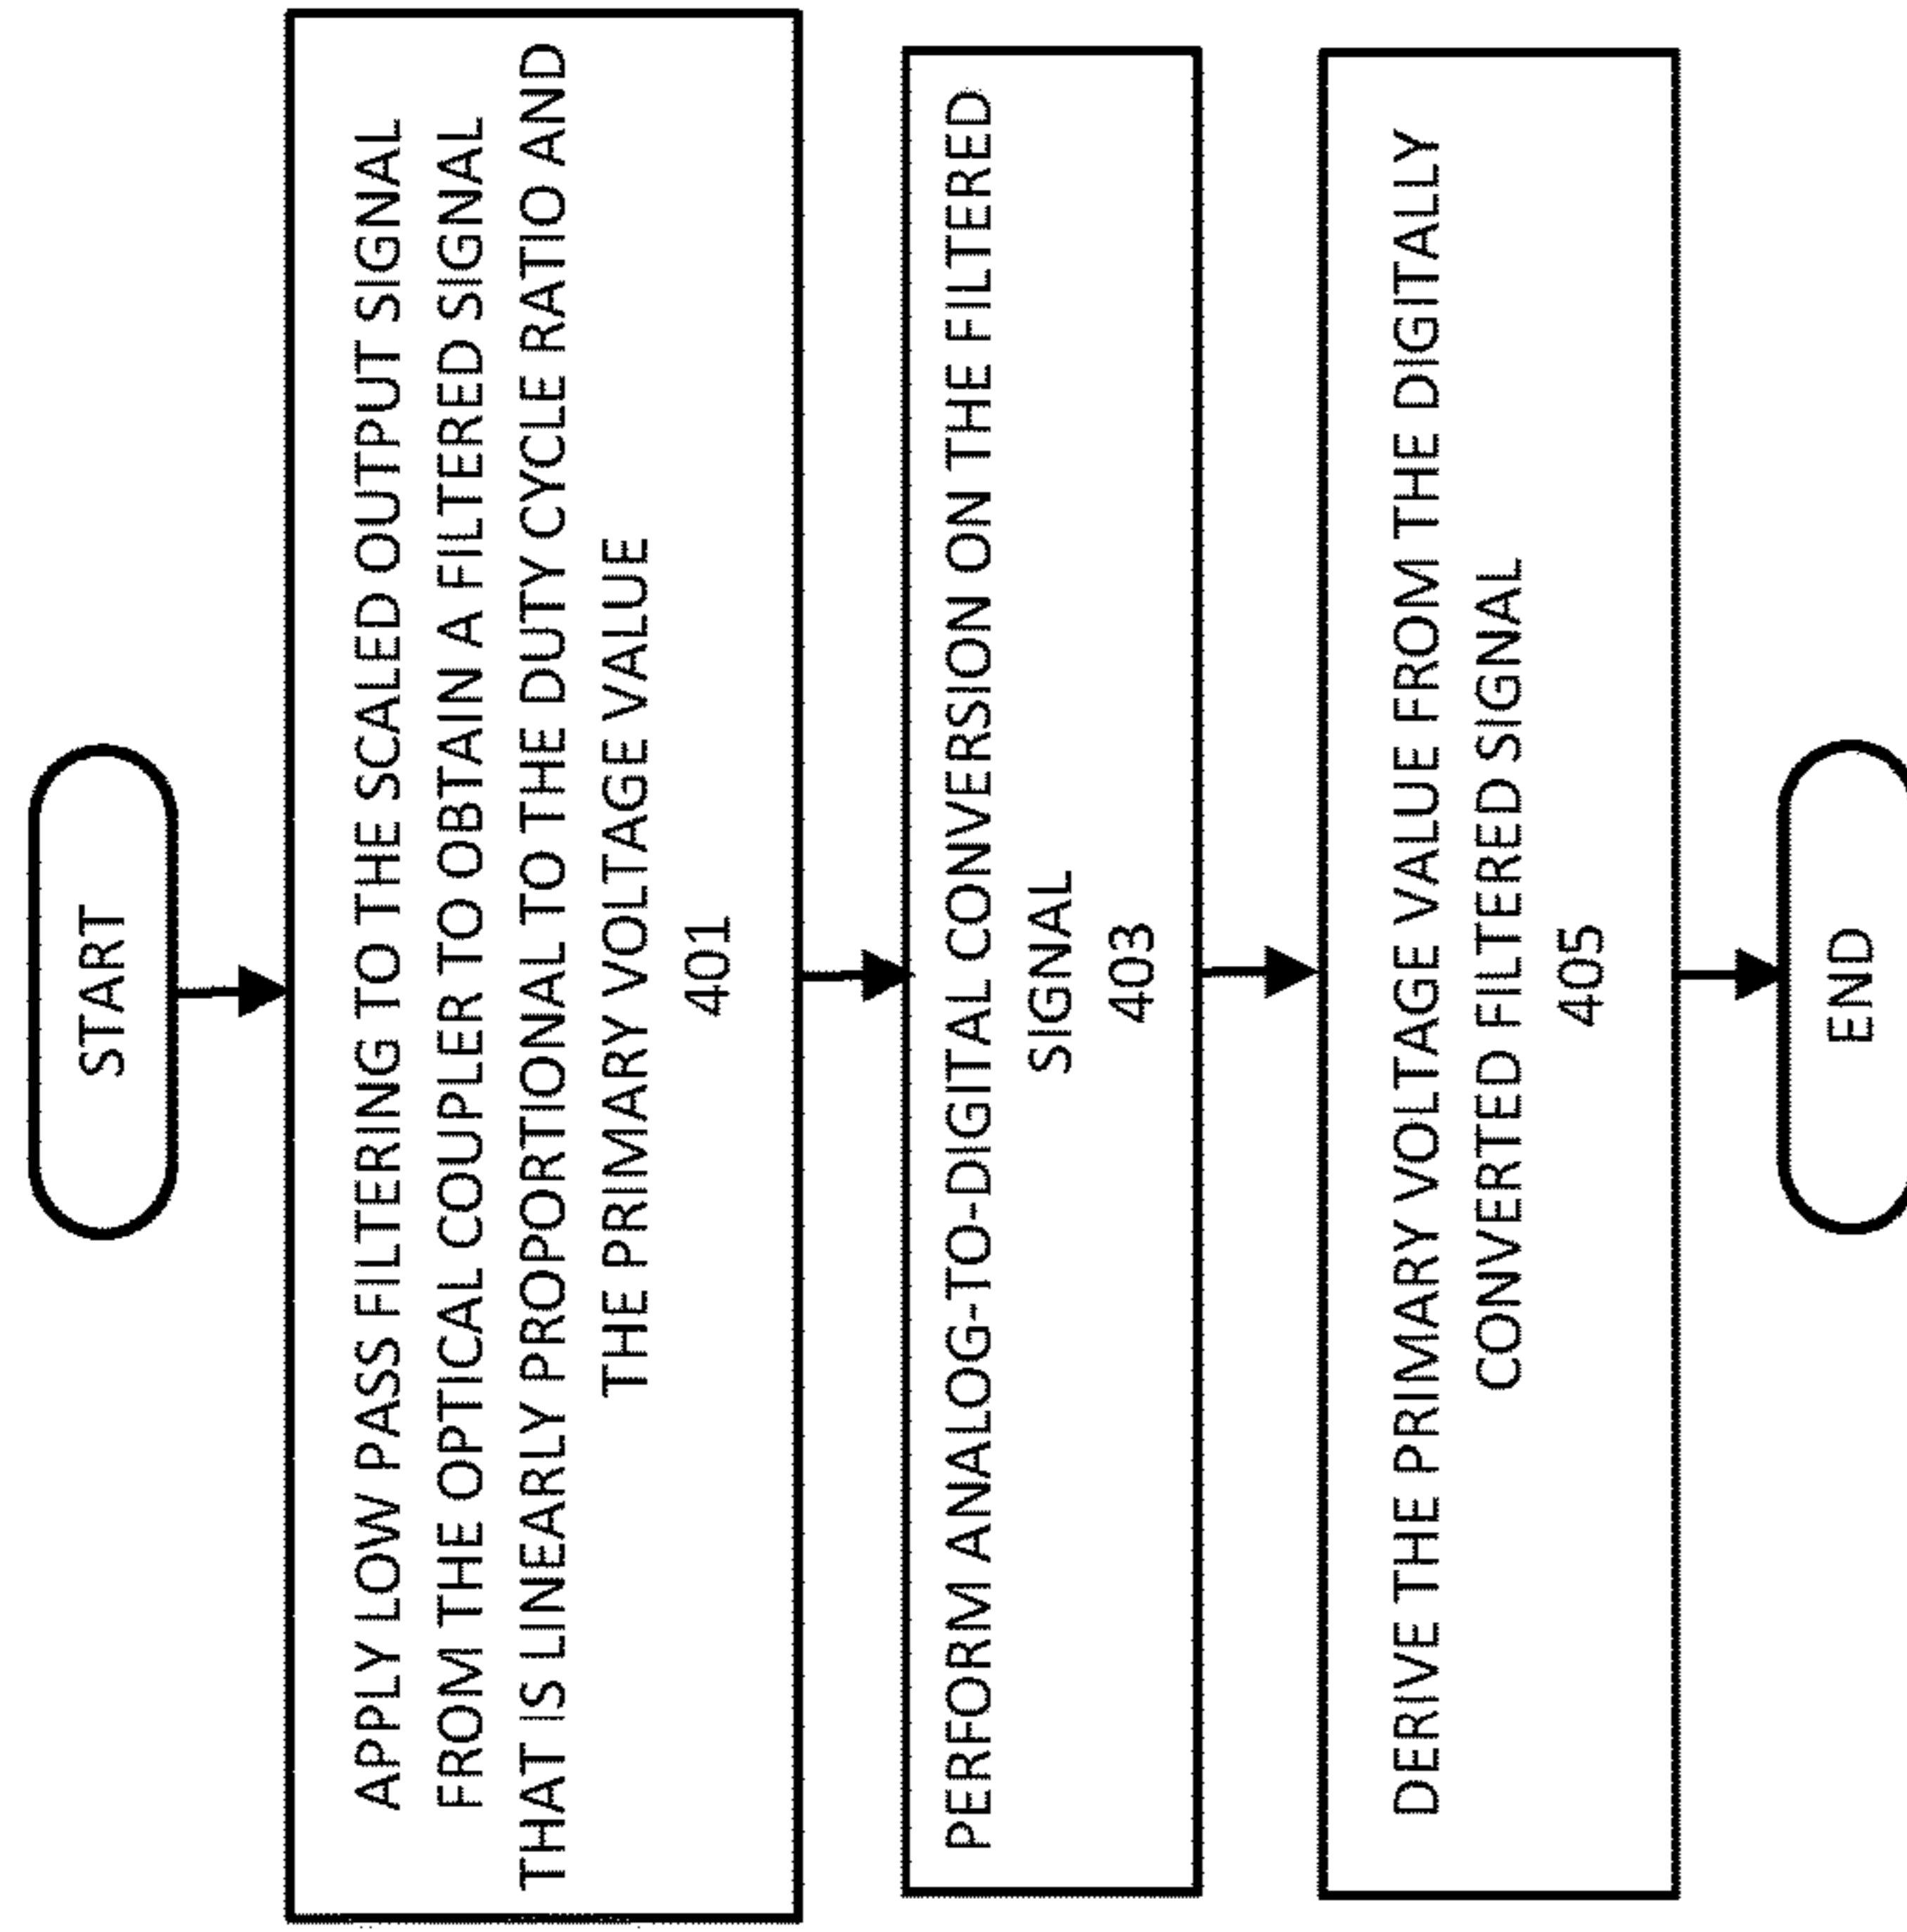 START
APPLY LOW PASS FILTERING TO THE SCALED OUTPUT SIGNAL
FROM THE OPTICAL COUPLER TO OBTAIN A FILTERED SIGNAL
THAT IS LINEARLY PROPORTIONAL TO THE DUTY CYCLE RATIO AND
THE PRIMARY VOLTAGE VALUE
401
PERFORM ANALOG-TO-DIGITAL CONVERSION ON THE FILTERED
SIGNAL
403
DERIVE THE PRIMARY VOLTAGE VALUE FROM THE DIGITALLY
CONVERTED FILTERED SIGNAL
405
END